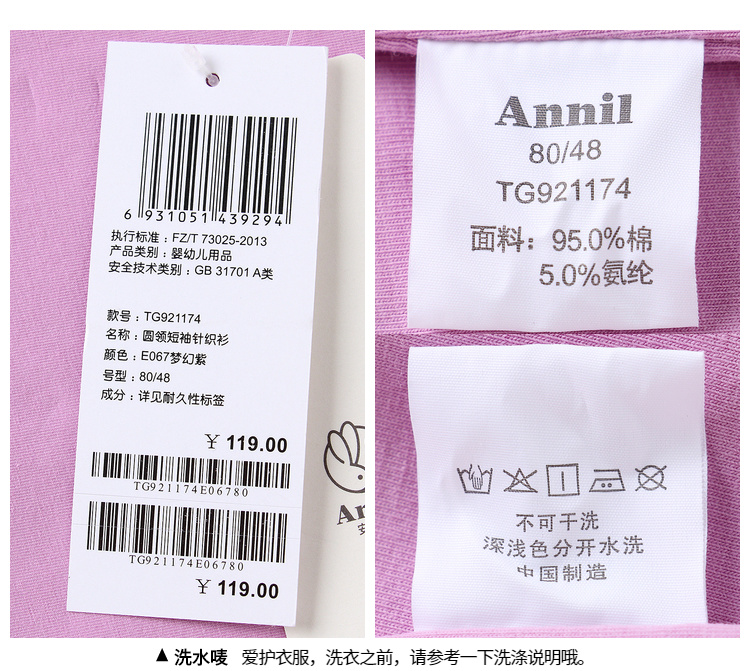 6 931051 439294
执行标准：FZ/T 73025-2013
产品类别：婴幼儿用品
安全技术类别：GB 31701 A类
款号：TG921174
名称：圆领短袖针织衫
颜色：E067梦幻紫
号型：80/48
成分：详见耐久性标签
￥ 119.00
TG921174E06780
TG921174E06780
￥ 119.00
An
安
Annil
80/48
TG921174
面料：95.0%棉
5.0%氨纶
不可干洗
深浅色分开水洗
中国制造
▲ 洗水唛 爱护衣服，洗衣之前，请参考一下洗涤说明哦。